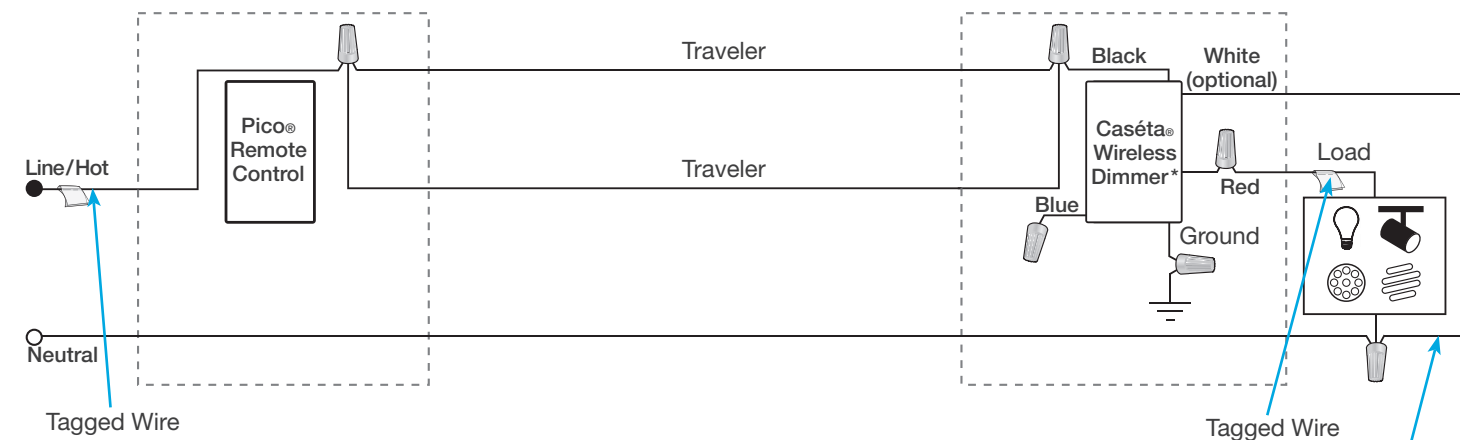 Traveler
Black
White
(optional)
Pico®
Remote
Control
Caséta®
Wireless
Dimmer*
Line/Hot
Traveler
Load
Red
Blue
Ground
Neutral
Tagged Wire
Tagged Wire